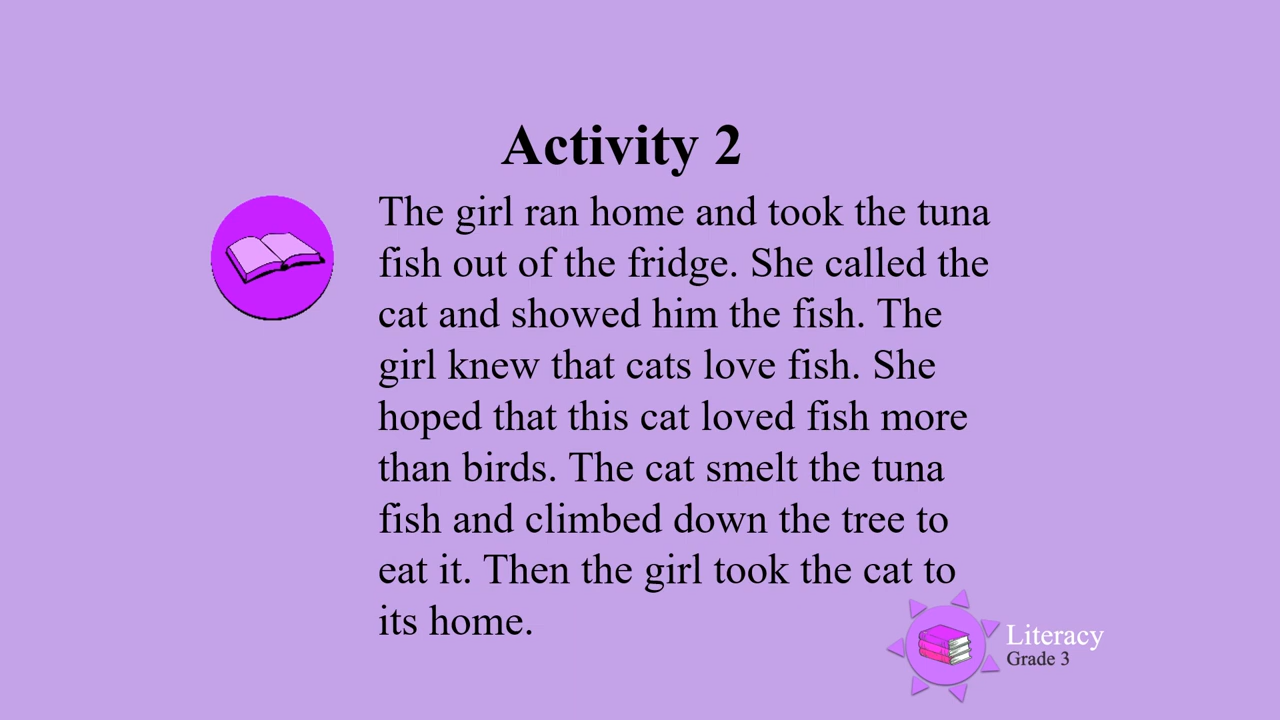 Activity 2
The girl ran home and took the tuna
fish out of the fridge. She called the
cat and showed him the fish. The
girl knew that cats love fish. She
hoped that this cat loved fish more
than birds. The cat smelt the tuna
fish and climbed down the tree to
eat it. Then the girl took the cat to
its home.
Literacy
Grade 3